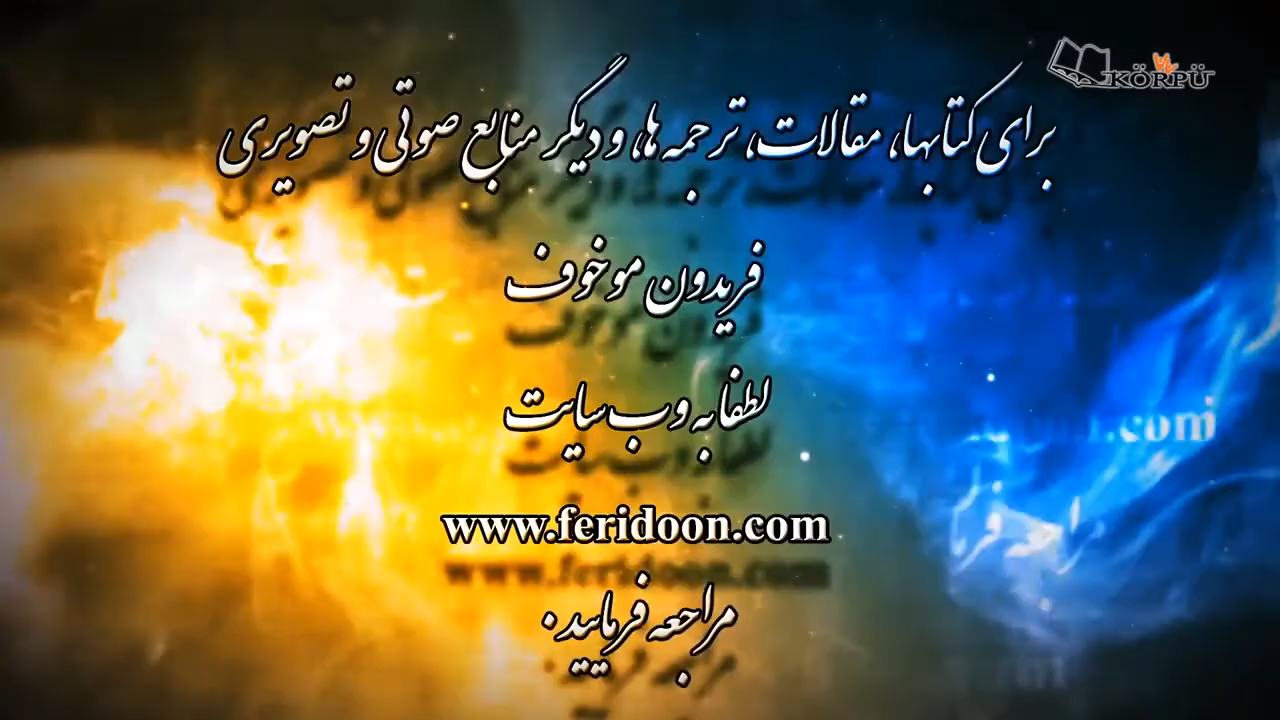 KÖRPÜ
برای کتابها، مقالات، ترجمه ها، و دیگر منابع صوتی و تصویری
فریدون موخوف
لطفا به وب سایت
www.feridoon.com
مراجعه فرمایید.